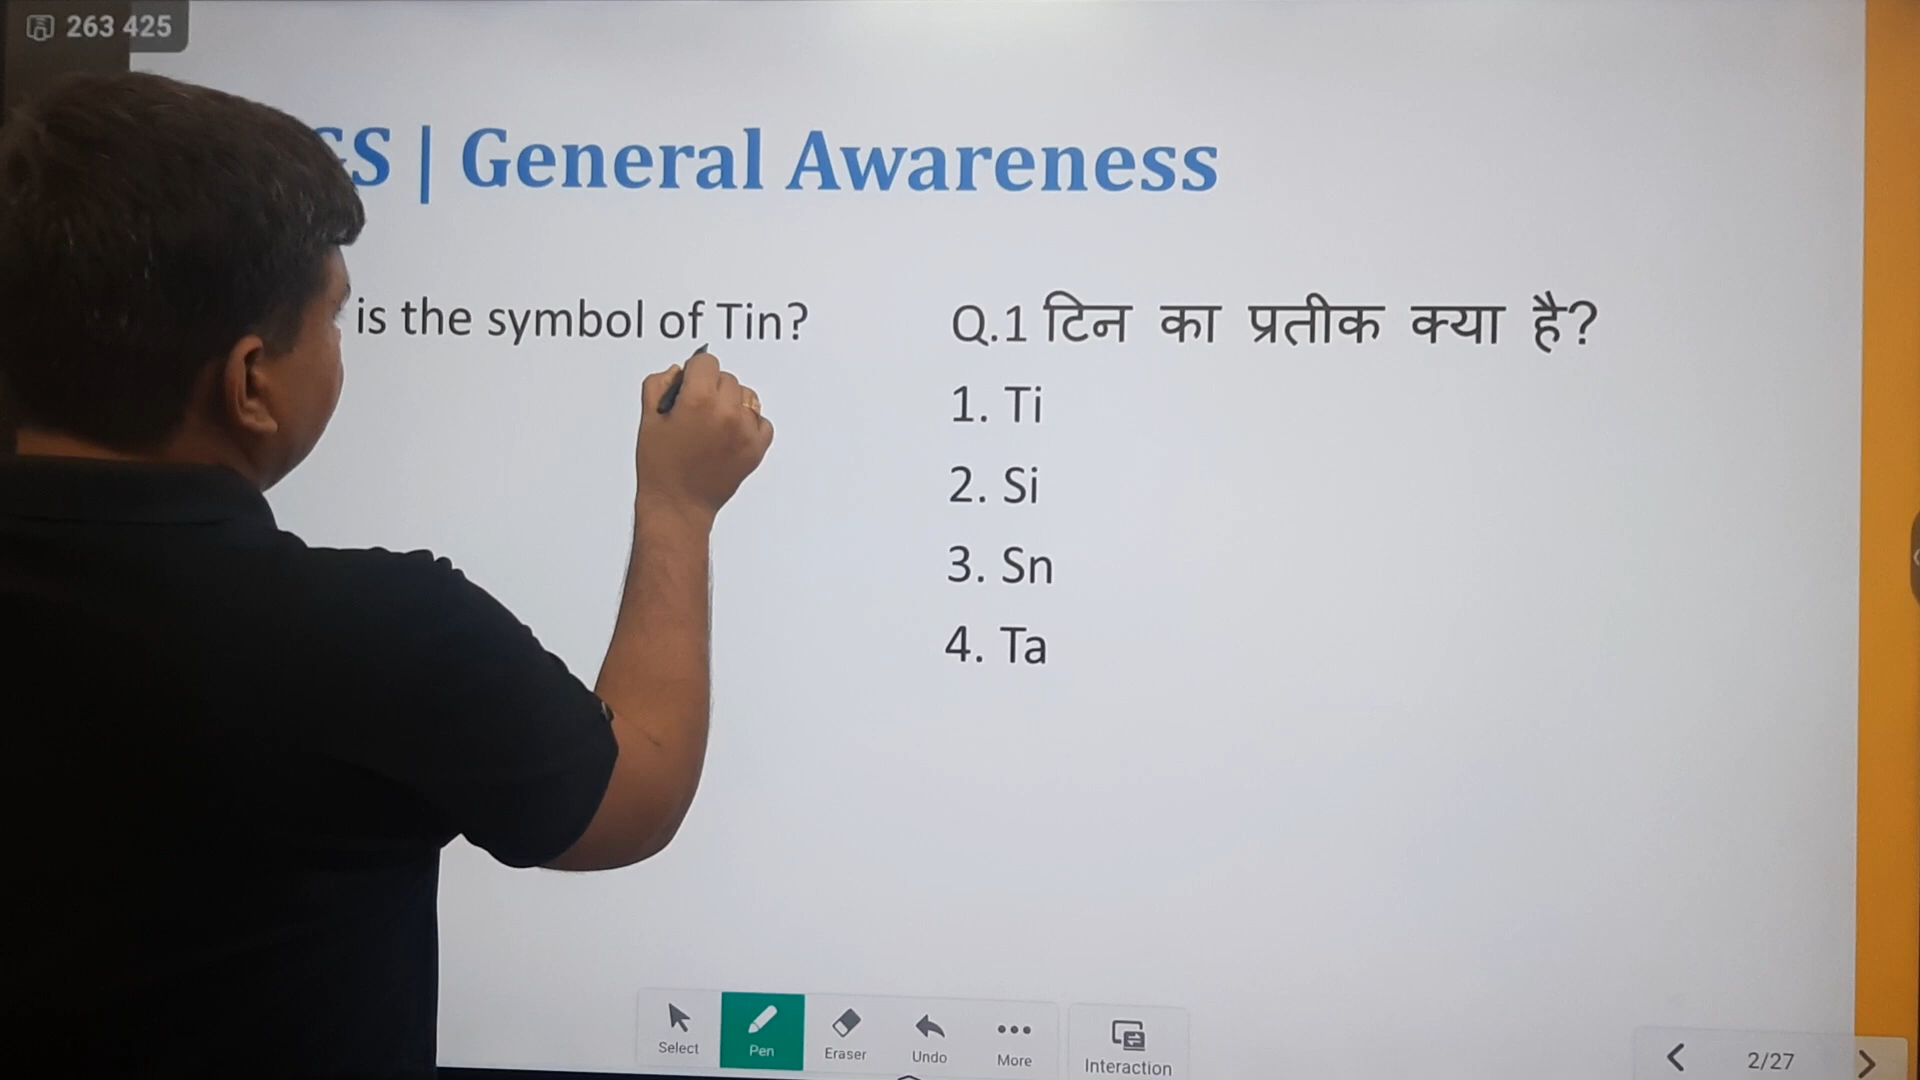 263 425
GS | General Awareness
is the symbol of Tin?
Q.1 टिन का प्रतीक क्या है?
1. Ti
2. Si
3. Sn
4. Ta
Select
Pen
Eraser
Undo
More
Interaction
2/27